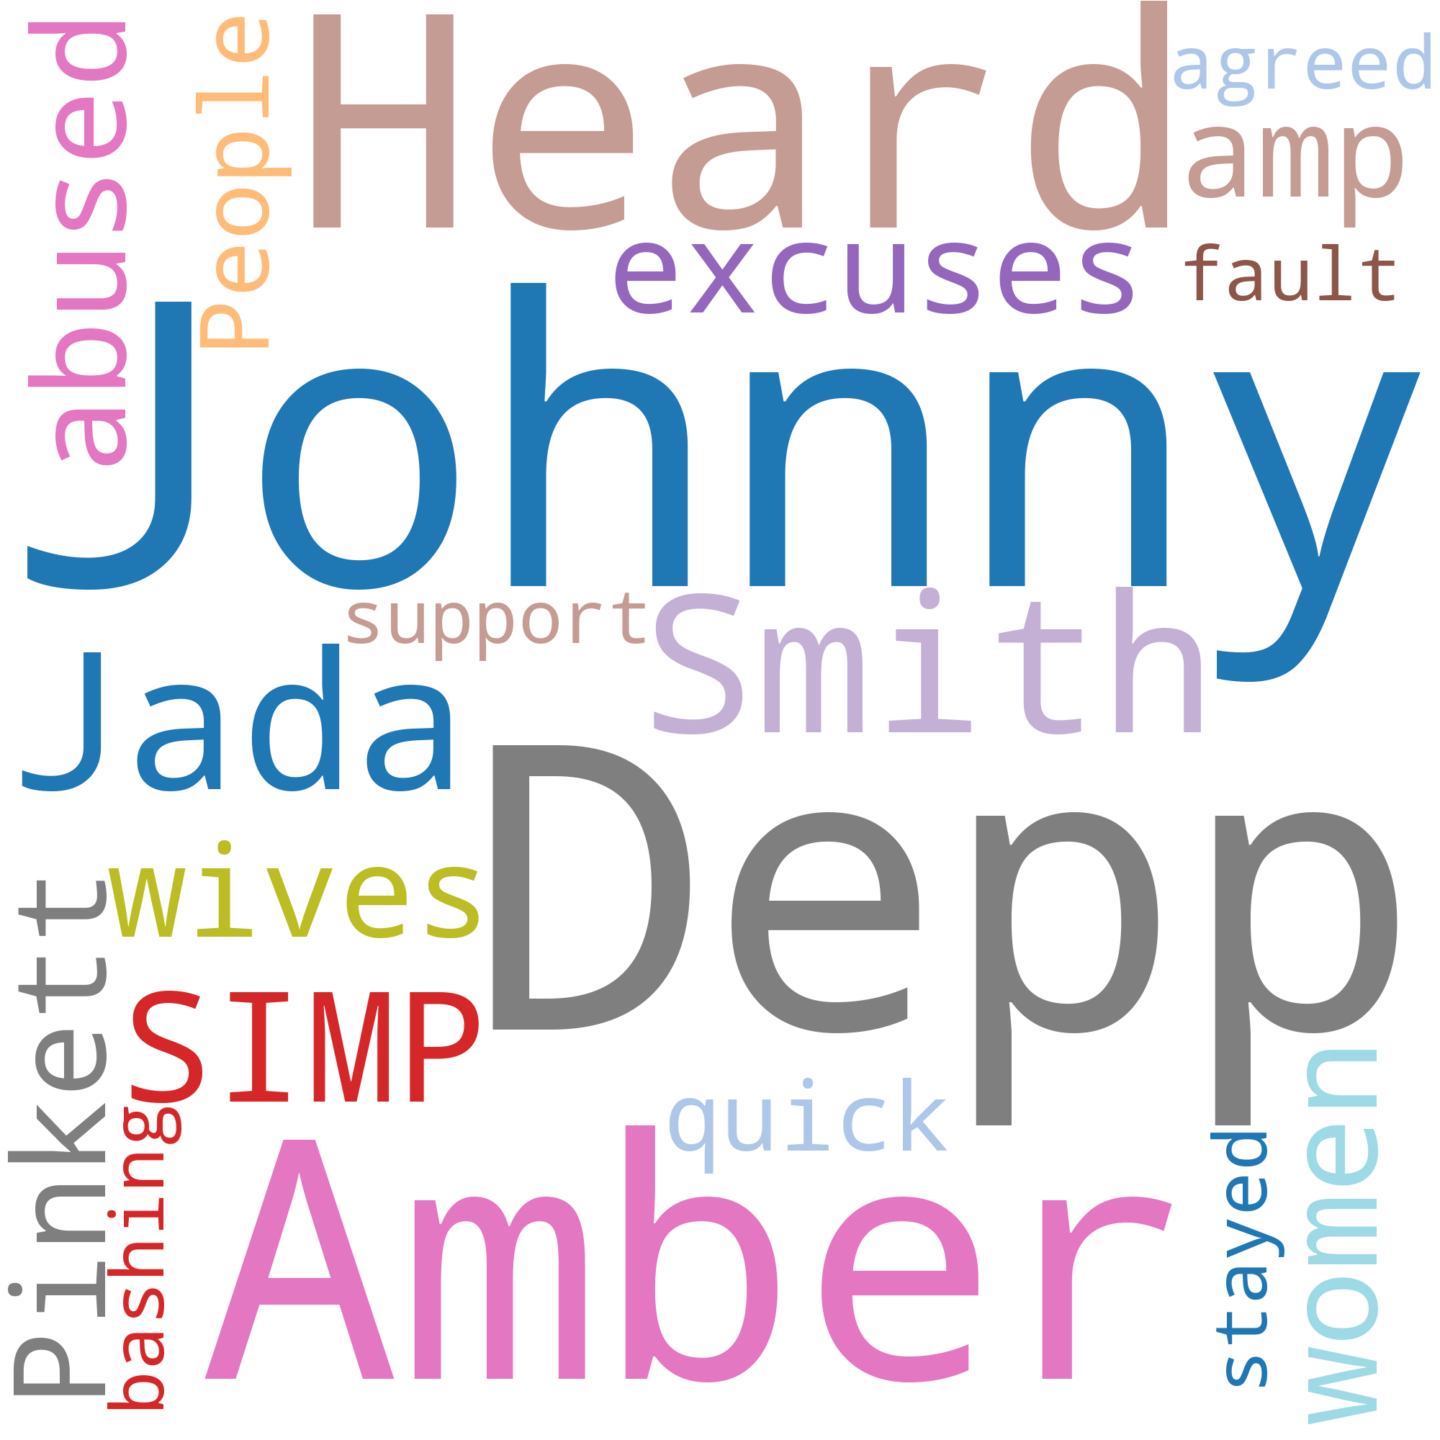 abused
People
Heard
agreed
amp
excuses
fault
Johnny
support
Smith
Jada
Depp
wives
Pinkett
SIMP
bashing
quick
Amber
stayed
women